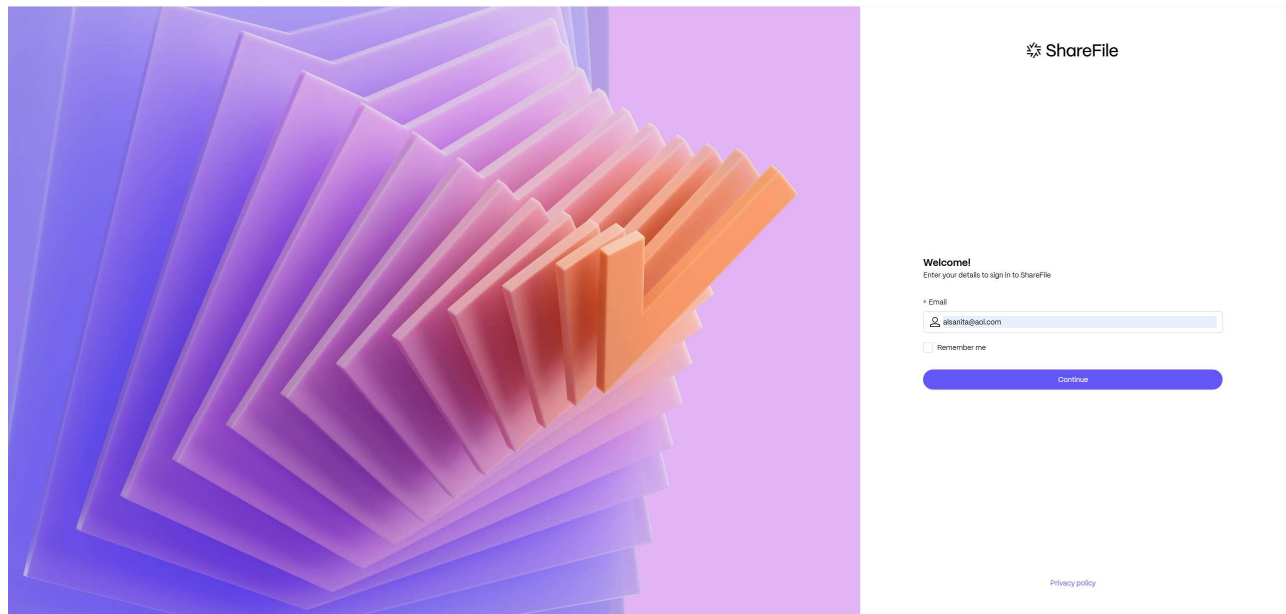 ShareFile
Welcome!
Enter your details to sign in to ShareFile
* Email
alsanita@aol.com
Remember me
Continue
Privacy policy